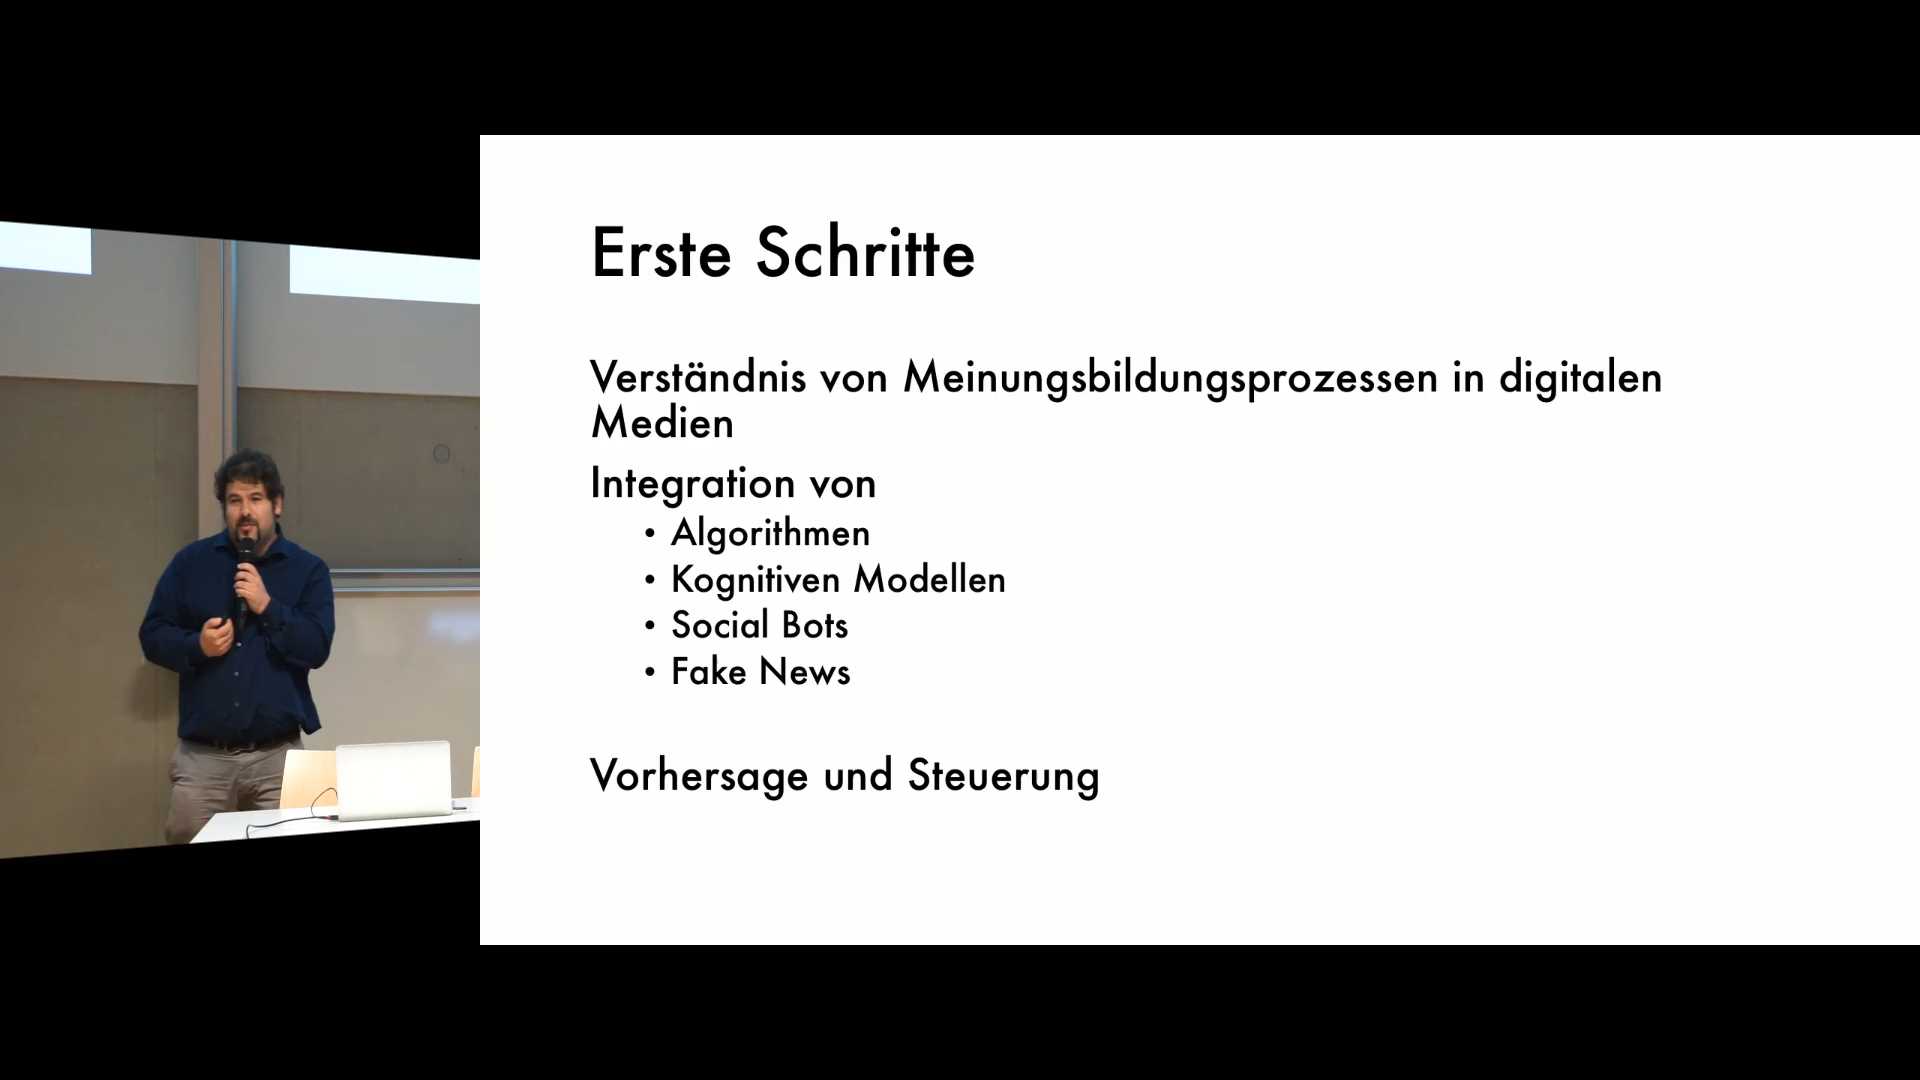 Erste Schritte
Verständnis von Meinungsbildungsprozessen in digitalen
Medien
Integration von
• Algorithmen
• Kognitiven Modellen
• Social Bots
• Fake News
Vorhersage und Steuerung